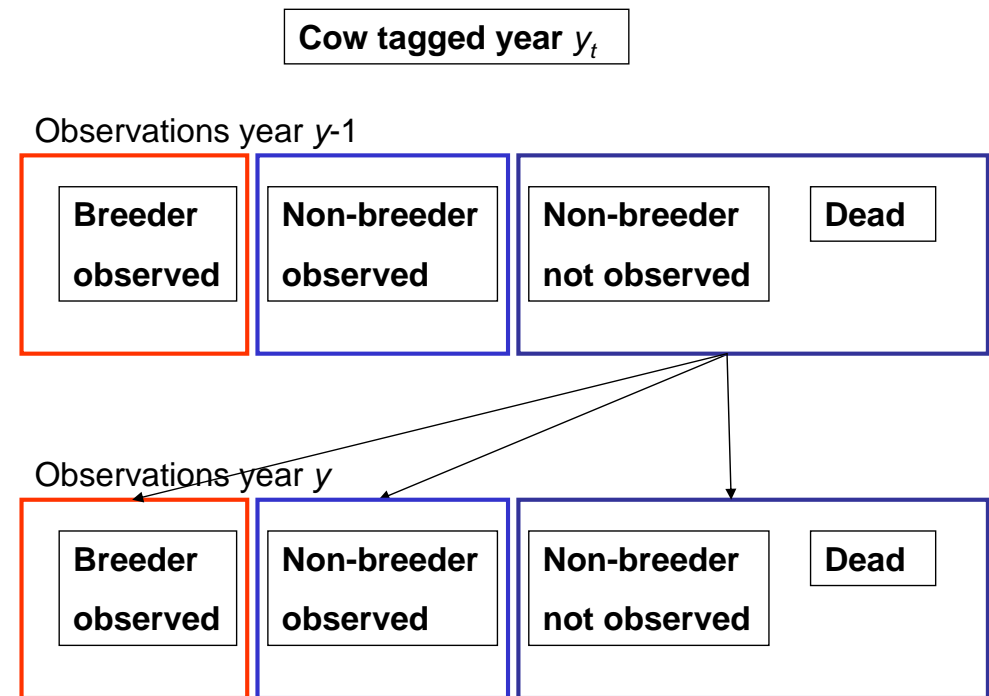 Cow tagged year yt
Observations year y-1
Breeder
observed
Non-breeder
observed
Non-breeder
not observed
Dead
Observations year y
Breeder
observed
Non-breeder
observed
Non-breeder
not observed
Dead